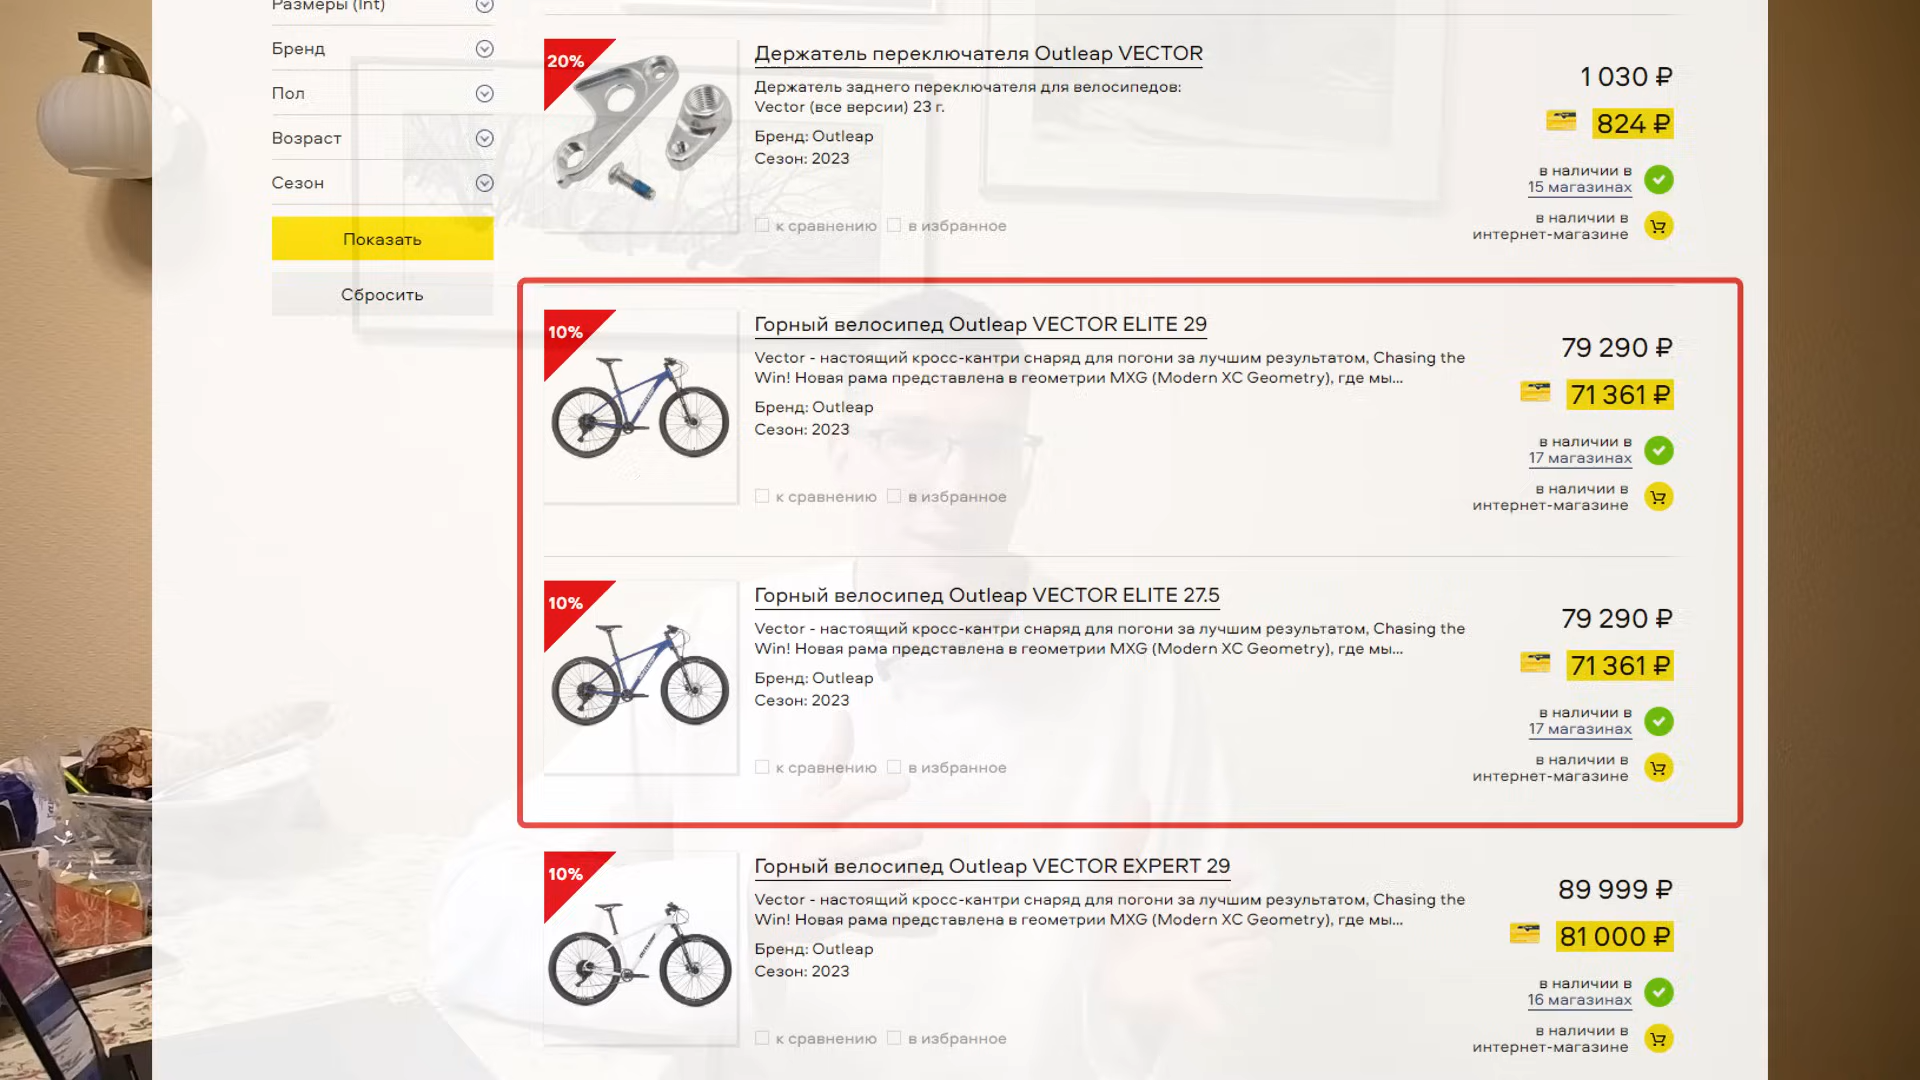 Размеры (Int)
Бренд
Пол
Возраст
Сезон
Показать
Сбросить
20%
Держатель переключателя Outleap VECTOR
Держатель заднего переключателя для велосипедов:
Vector (все версии) 23 г.
Бренд: Outleap
Сезон: 2023
к сравнению
в избранное
1 030 ₽
824 ₽
в наличии в
15 магазинах
в наличии в
интернет-магазине
10%
Горный велосипед Outleap VECTOR ELITE 29
Vector - настоящий кросс-кантри снаряд для погони за лучшим результатом, Chasing the
Win! Новая рама представлена в геометрии MXG (Modern XC Geometry), где мы...
Бренд: Outleap
Сезон: 2023
к сравнению
в избранное
79 290 ₽
71 361 ₽
в наличии в
17 магазинах
в наличии в
интернет-магазине
10%
Горный велосипед Outleap VECTOR ELITE 27.5
Vector - настоящий кросс-кантри снаряд для погони за лучшим результатом, Chasing the
Win! Новая рама представлена в геометрии MXG (Modern XC Geometry), где мы...
Бренд: Outleap
Сезон: 2023
к сравнению
в избранное
79 290 ₽
71 361 ₽
в наличии в
17 магазинах
в наличии в
интернет-магазине
10%
Горный велосипед Outleap VECTOR EXPERT 29
Vector - настоящий кросс-кантри снаряд для погони за лучшим результатом, Chasing the
Win! Новая рама представлена в геометрии MXG (Modern XC Geometry), где мы...
Бренд: Outleap
Сезон: 2023
к сравнению
в избранное
89 999 ₽
81 000 ₽
в наличии в
16 магазинах
в наличии в
интернет-магазине